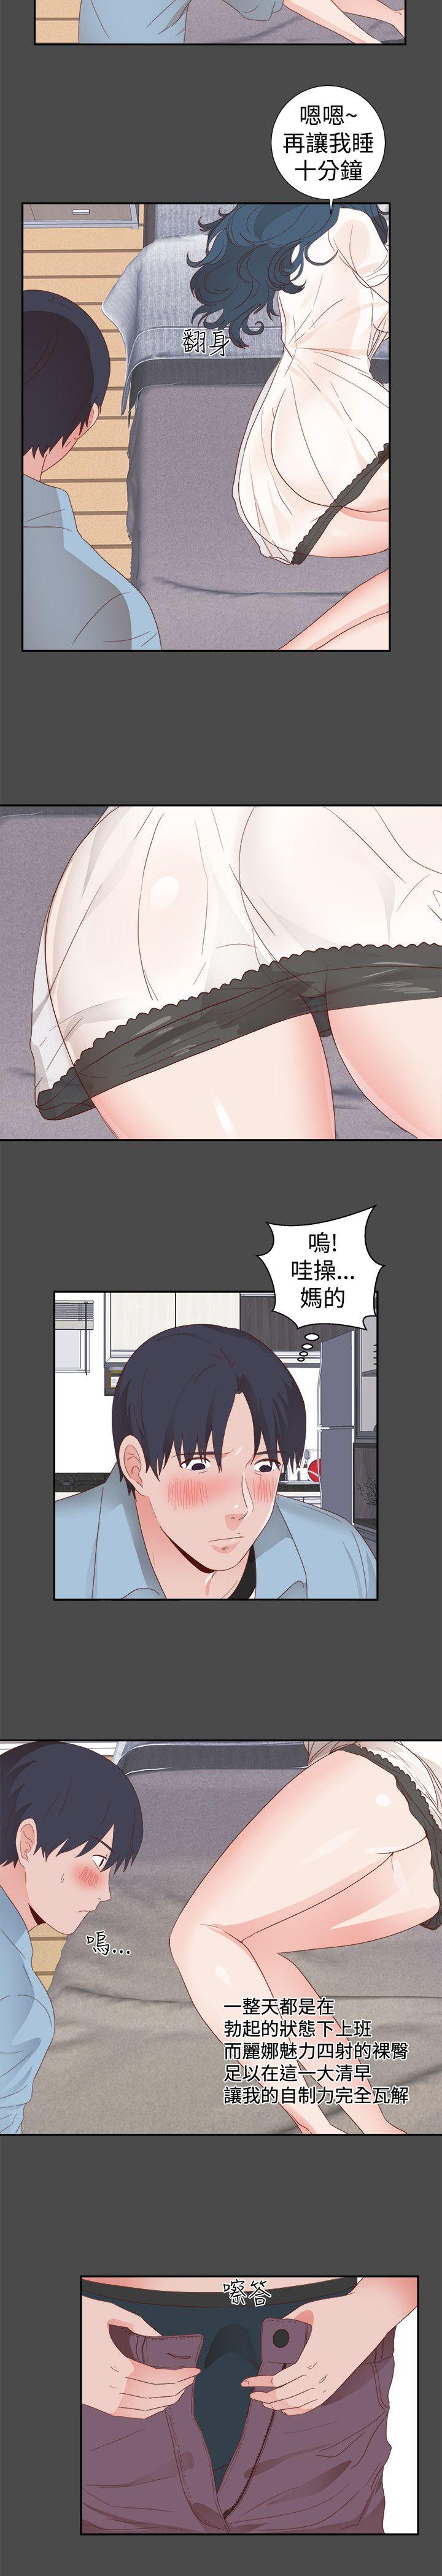 嗯嗯~
再讓我睡
十分鐘
翻身
嗚!
哇操...
媽的
嗚...
一整天都是在
勃起的狀態下上班
而麗娜魅力四射的裸臀
足以在這一大清早
讓我的自制力完全瓦解
嚓答